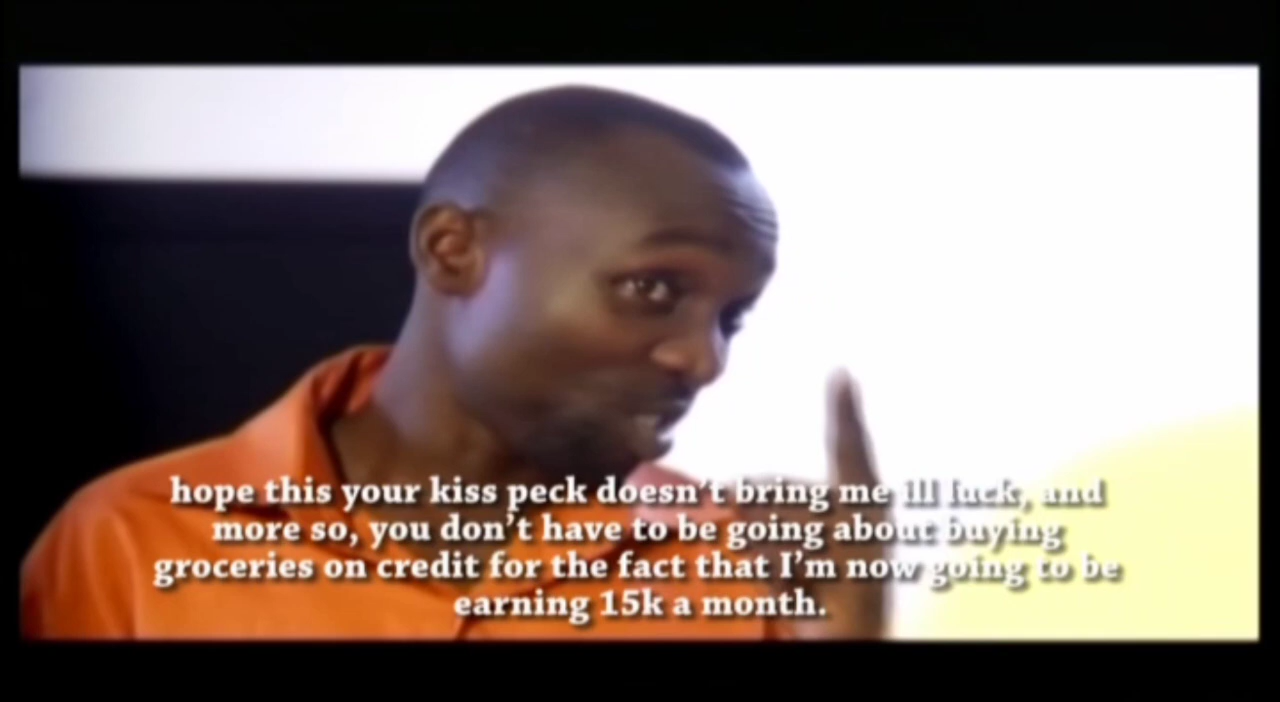 hope this your kiss peck doesn't bring me ill luck, and
more so, you don't have to be going about buying
groceries on credit for the fact that I'm now going to be
earning 15k a month.